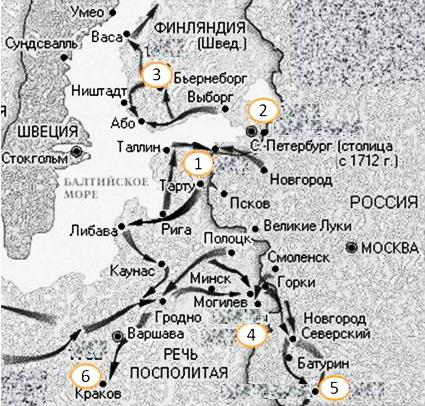 Умео
ФИНЛЯНДИЯ
(Швед.)
Васа
Сундсвалль
3
Бьернеборг
Ништадт
Выборг
2
Або
ШВЕЦИЯ
Стокгольм
Таллин
С.-Петербург (столица
с 1712 г.)
1
БАЛТИЙСКОЕ
МОРЕ
Тарту
Новгород
Псков
РОССИЯ
Либава
Рига
Великие Луки
Полоцк
МОСКВА
Каунас
Смоленск
Минск
Горки
Гродно
Могилев
Новгород
Северский
Варшава
4
РЕЧЬ
ПОСПОЛИТАЯ
Батурин
6
5
Краков